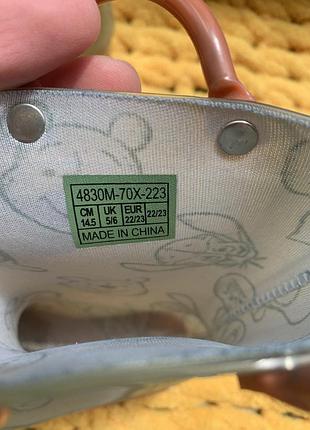 4830M-70X-223
CM UK EUR 22/23
14.5 5/6 22/23
MADE IN CHINA